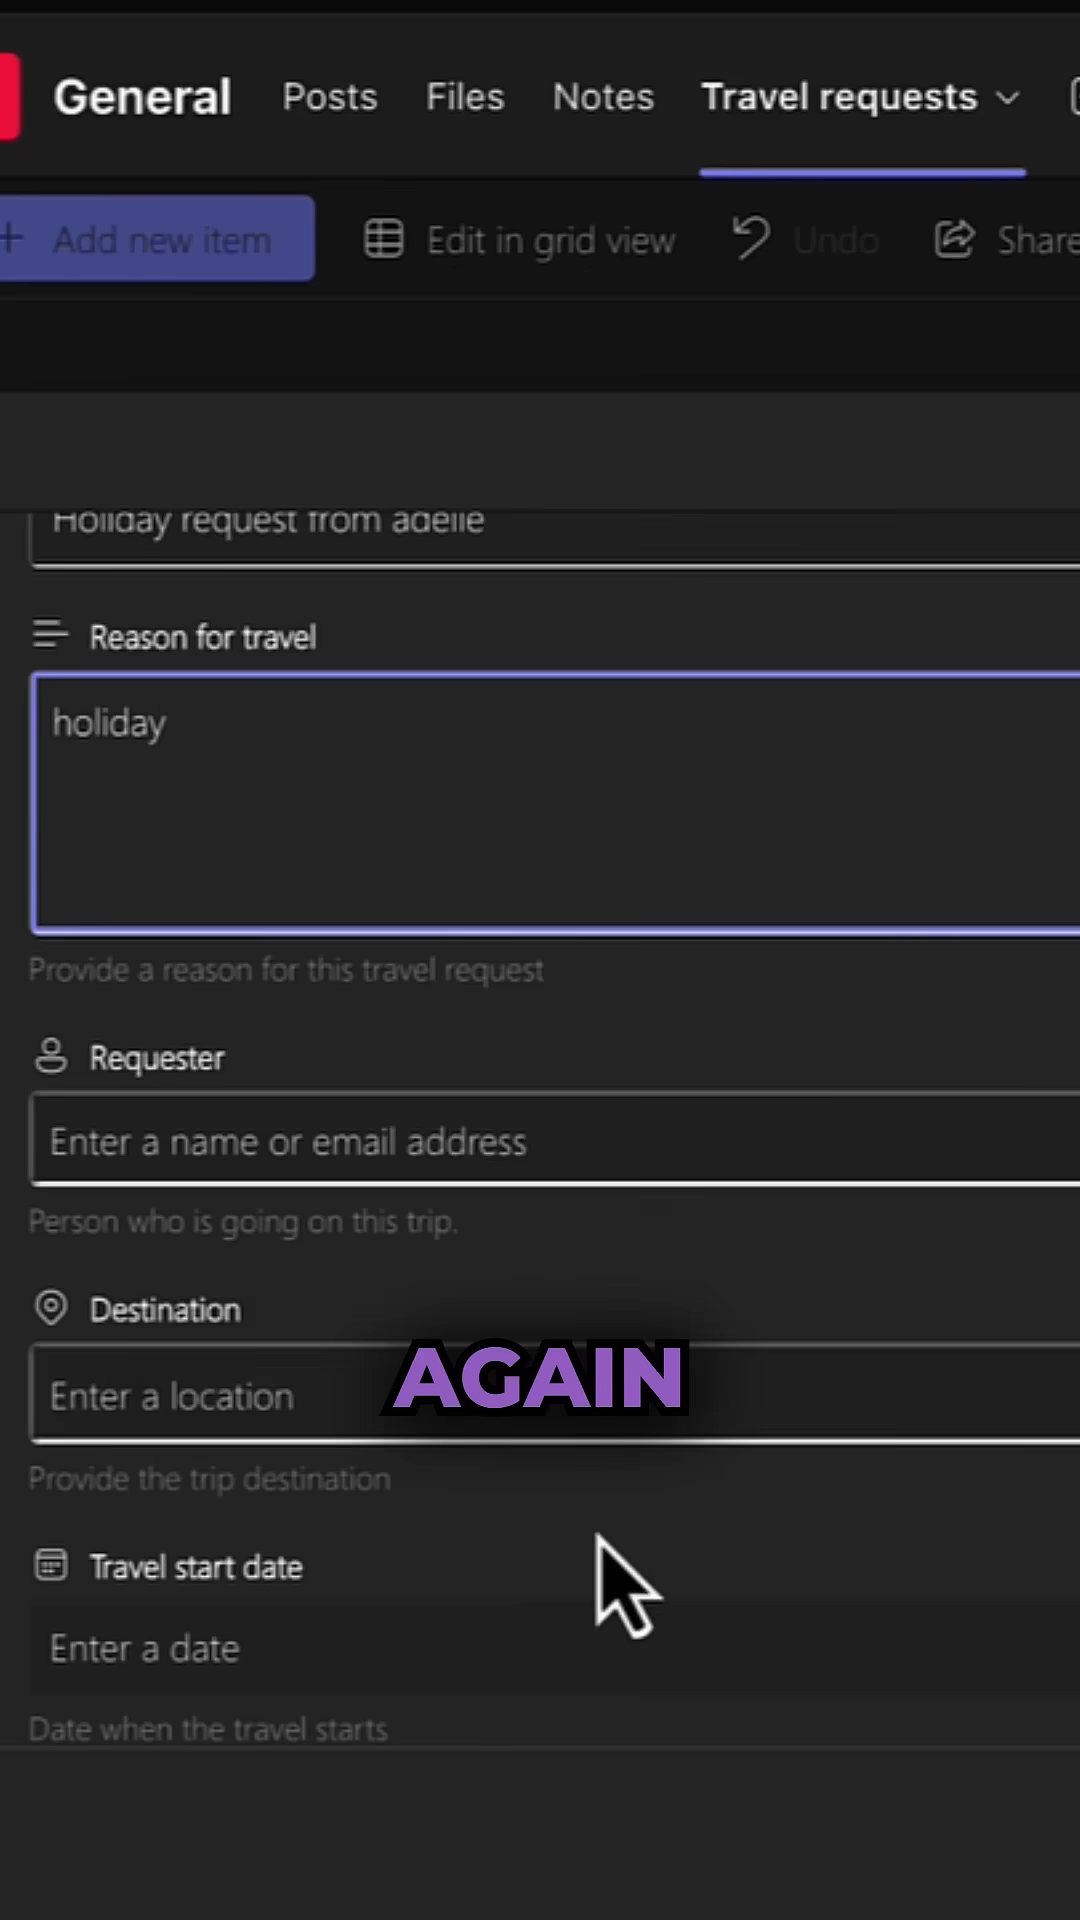 General Posts Files Notes Travel requests
+ Add new item Edit in grid view Undo Share
Holiday request from adelle
Reason for travel
holiday
Provide a reason for this travel request
Requester
Enter a name or email address
Person who is going on this trip.
Destination
AGAIN
Enter a location
Provide the trip destination
Travel start date
Enter a date
Date when the travel starts